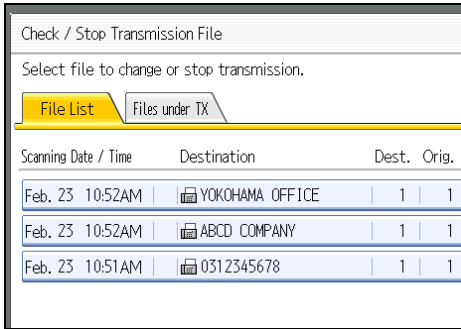 Check / Stop Transmission File
Select file to change or stop transmission.
File List Files under TX
Scanning Date / Time Destination Dest. Orig.
Feb. 23 10:52AM YOKOHAMA OFFICE 1 1
Feb. 23 10:52AM ABCD COMPANY 1 1
Feb. 23 10:51AM 0312345678 1 1